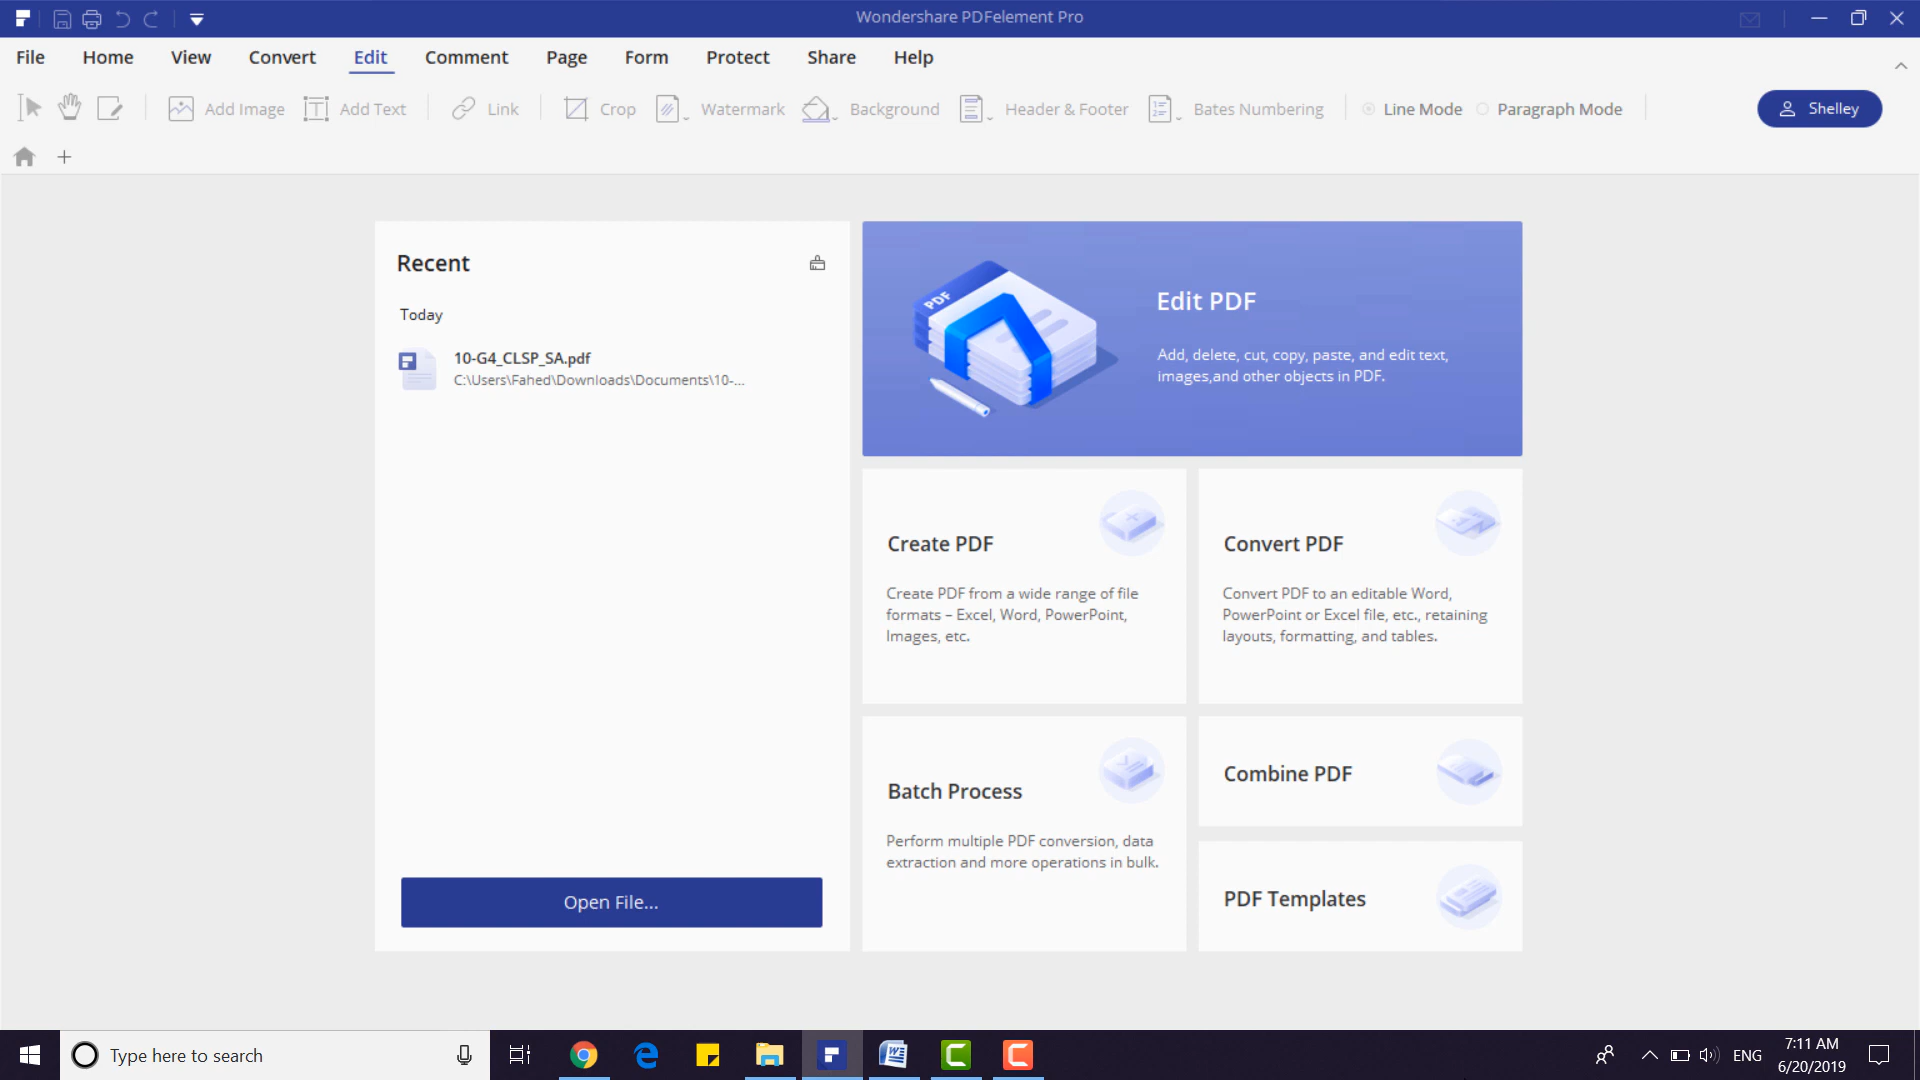 Wondershare PDFelement Pro
File Home View Convert Edit Comment Page Form Protect Share Help
Add Image Add Text Link Crop Watermark Background Header & Footer Bates Numbering Line Mode Paragraph Mode Shelley
Recent
Today
10-G4_CLSP_SA.pdf
C:\Users\Fahed\Downloads\Documents\10-...
Open File...
PDF
Edit PDF
Add, delete, cut, copy, paste, and edit text,
images,and other objects in PDF.
Create PDF
Create PDF from a wide range of file
formats – Excel, Word, PowerPoint,
Images, etc.
Convert PDF
Convert PDF to an editable Word,
PowerPoint or Excel file, etc., retaining
layouts, formatting, and tables.
Batch Process
Perform multiple PDF conversion, data
extraction and more operations in bulk.
Combine PDF
PDF Templates
Type here to search
ENG
7:11 AM
6/20/2019